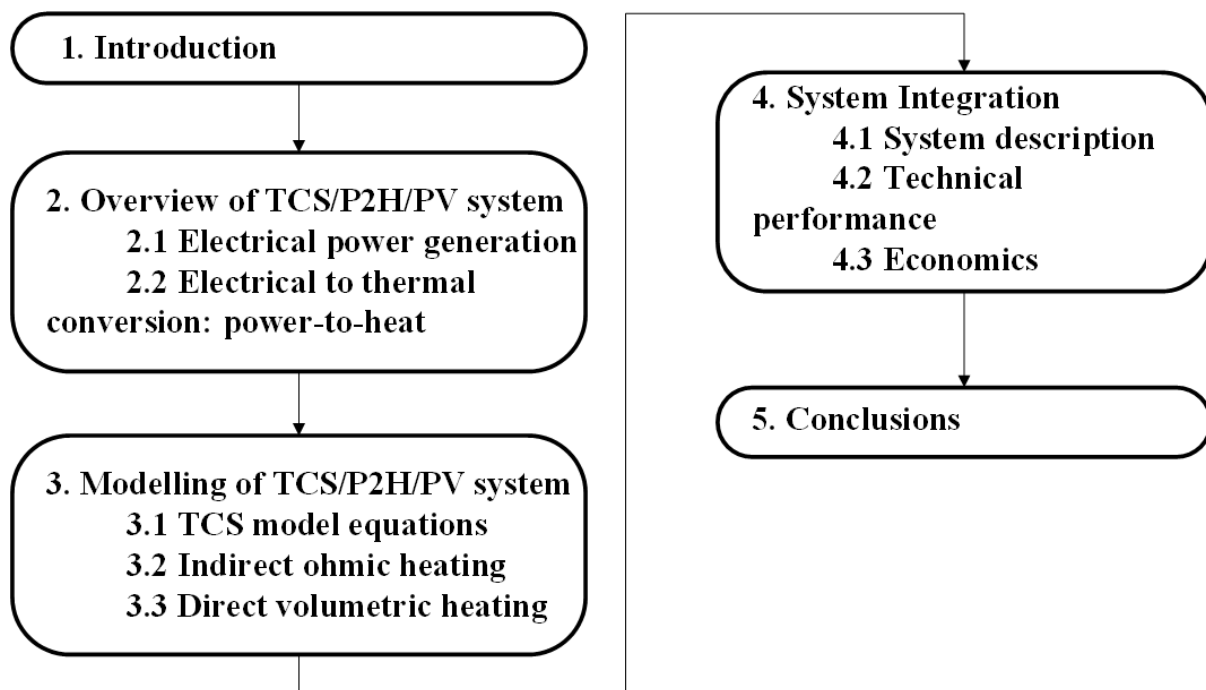 1. Introduction
2. Overview of TCS/P2H/PV system
2.1 Electrical power generation
2.2 Electrical to thermal
conversion: power-to-heat
3. Modelling of TCS/P2H/PV system
3.1 TCS model equations
3.2 Indirect ohmic heating
3.3 Direct volumetric heating
4. System Integration
4.1 System description
4.2 Technical
performance
4.3 Economics
5. Conclusions